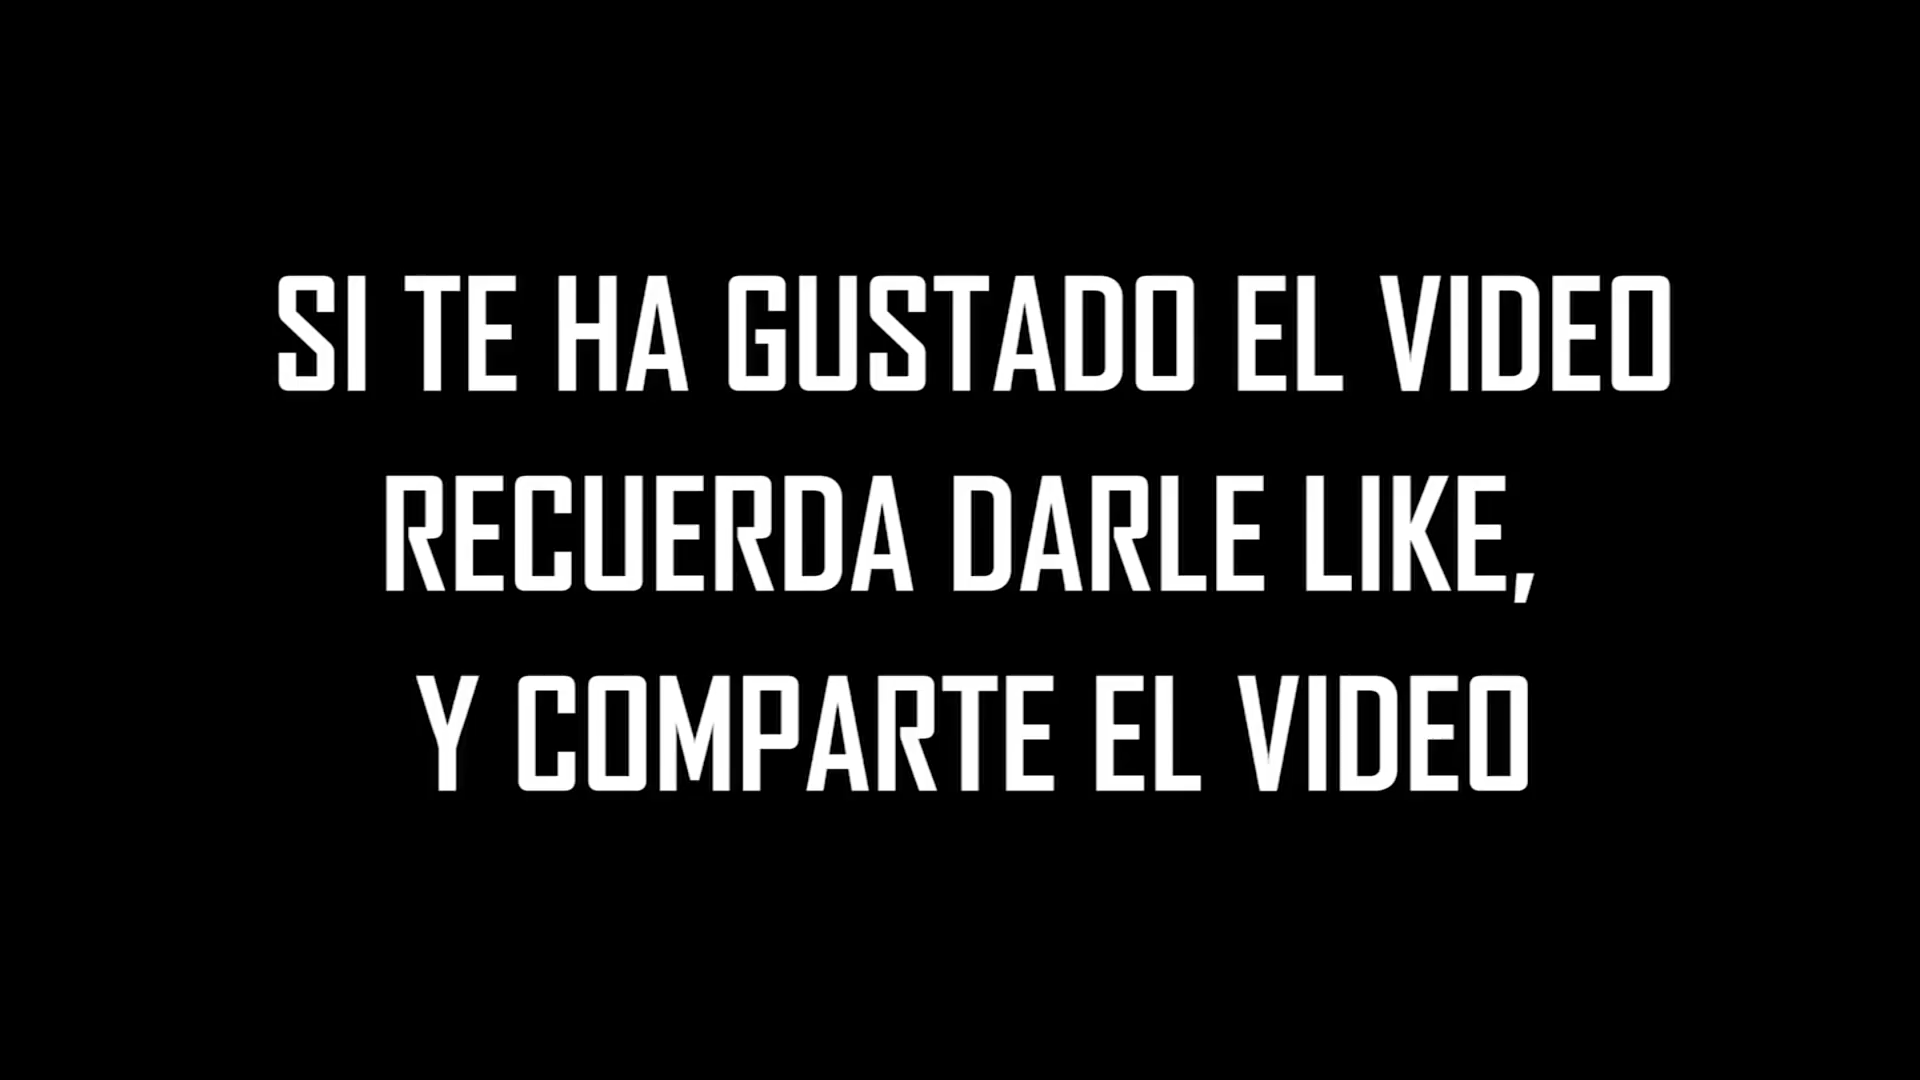 SI TE HA GUSTADO EL VIDEO
RECUERDA DARLE LIKE,
Y COMPARTE EL VIDEO